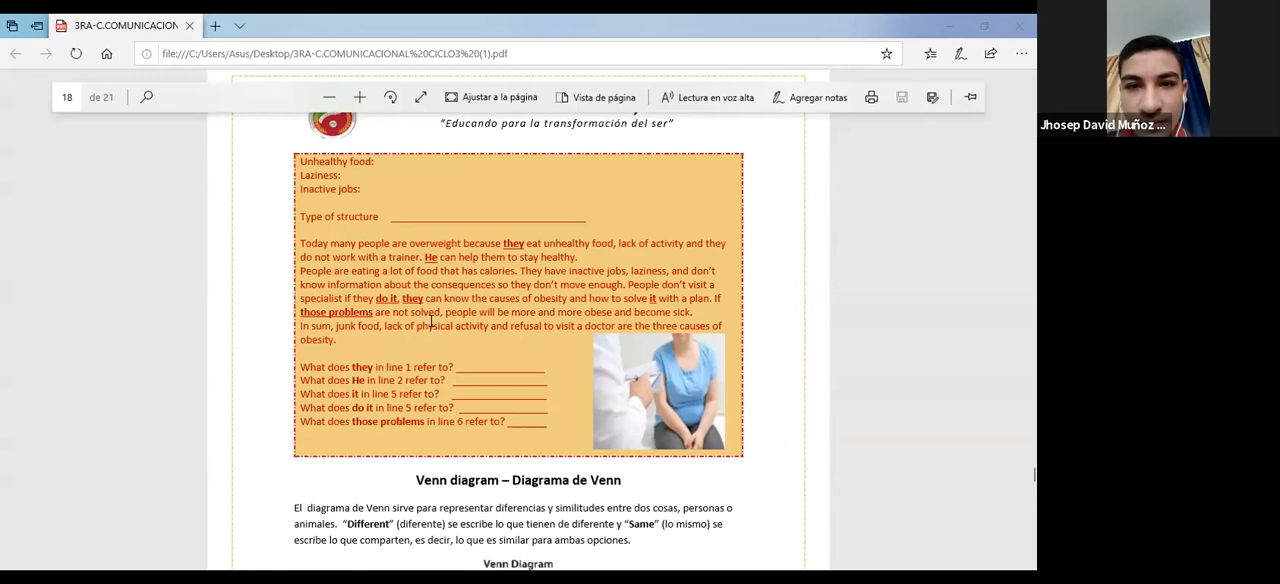 3RA-C.COMUNICACION
file:///C:/Users/Asus/Desktop/3RA-C.COMUNICACIONAL%20CICLO3%20(1).pdf
18 de 21 Ajustar a la página Vista de página Lectura en voz alta Agregar notas
Jhosep David Muñoz ...
“Educando para la transformación del ser”
Unhealthy food:
Laziness:
Inactive jobs:
Type of structure ______________________________
Today many people are overweight because they eat unhealthy food, lack of activity and they
do not work with a trainer. He can help them to stay healthy.
People are eating a lot of food that has calories. They have inactive jobs, laziness, and don’t
know information about the consequences so they don’t move enough. People don’t visit a
specialist if they do it, they can know the causes of obesity and how to solve it with a plan. If
those problems are not solved, people will be more and more obese and become sick.
In sum, junk food, lack of physical activity and refusal to visit a doctor are the three causes of
obesity.
What does they in line 1 refer to? ______________
What does He in line 2 refer to? ______________
What does it in line 5 refer to? ______________
What does do it in line 5 refer to? ______________
What does those problems in line 6 refer to? ______
Venn diagram – Diagrama de Venn
El diagrama de Venn sirve para representar diferencias y similitudes entre dos cosas, personas o
animales. “Different” (diferente) se escribe lo que tienen de diferente y “Same” (lo mismo) se
escribe lo que comparten, es decir, lo que es similar para ambas opciones.
Venn Diagram